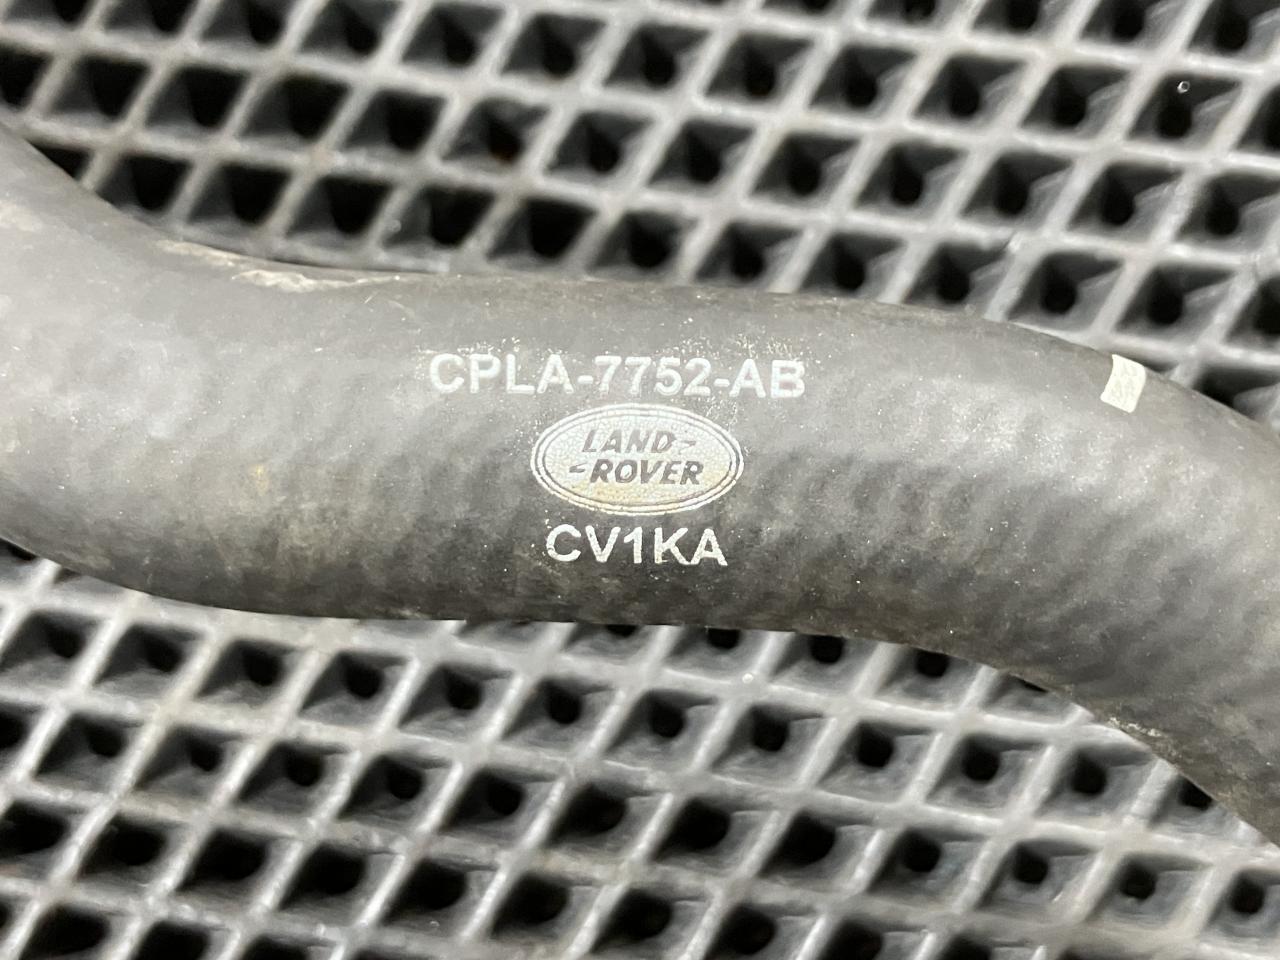 CPLA-7752-AB
LAND-
-ROVER
CV1KA